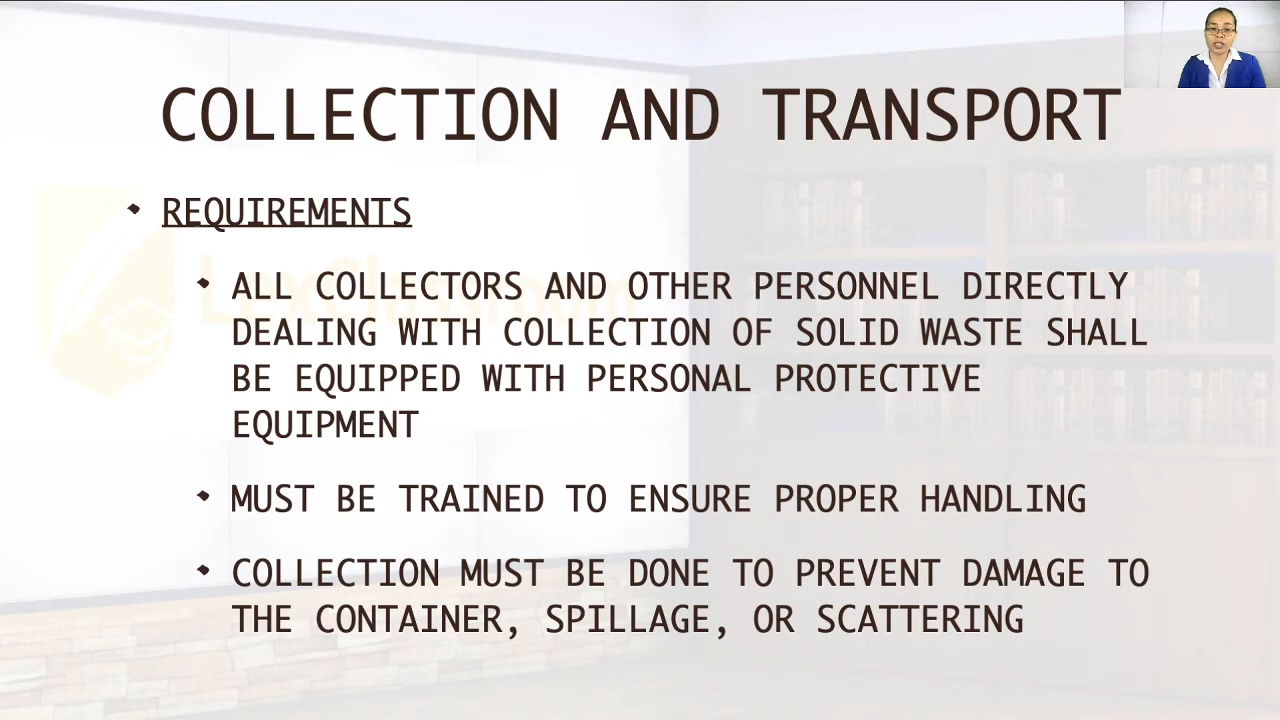 COLLECTION AND TRANSPORT
REQUIREMENTS
ALL COLLECTORS AND OTHER PERSONNEL DIRECTLY
DEALING WITH COLLECTION OF SOLID WASTE SHALL
BE EQUIPPED WITH PERSONAL PROTECTIVE
EQUIPMENT
MUST BE TRAINED TO ENSURE PROPER HANDLING
COLLECTION MUST BE DONE TO PREVENT DAMAGE TO
THE CONTAINER, SPILLAGE, OR SCATTERING